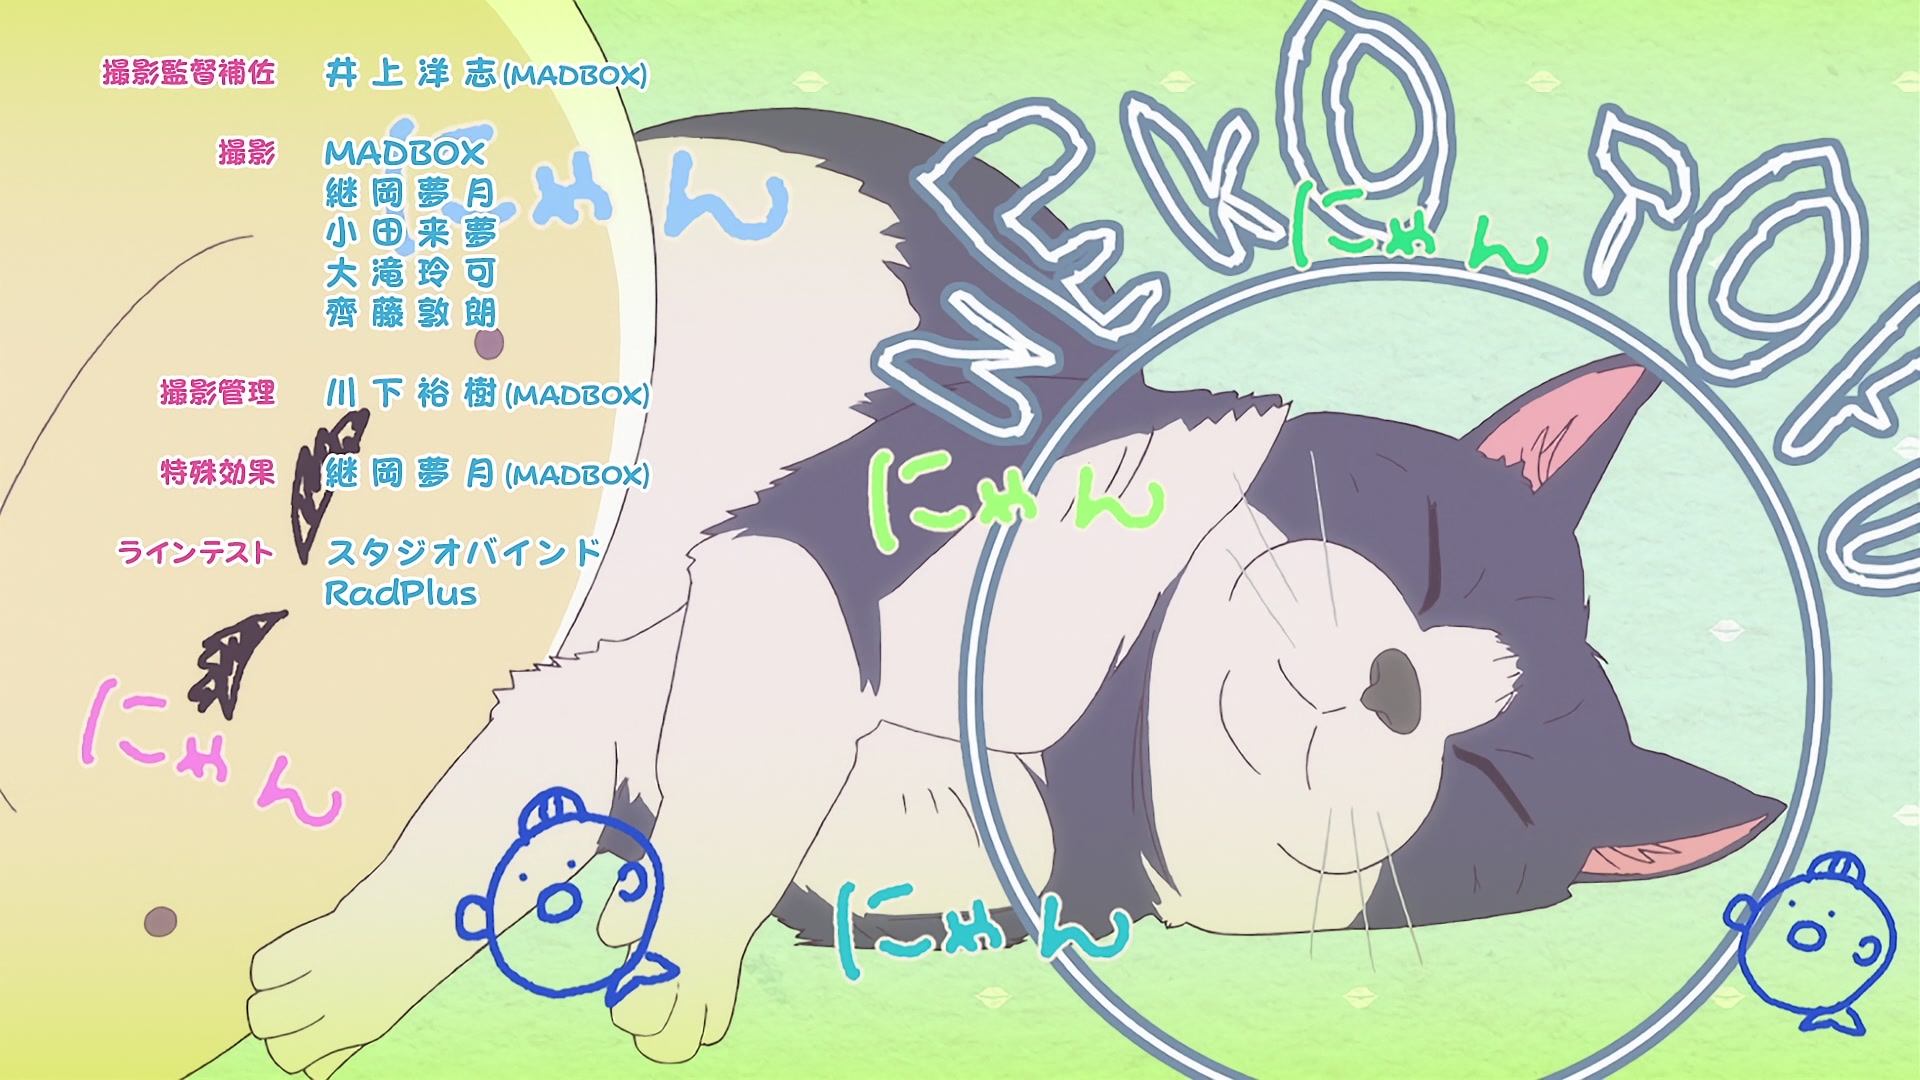 撮影監督補佐 井上洋志(MADBOX)
撮影 MADBOX
継岡夢月
小田来夢
大滝玲可
齊藤敦朗
撮影管理 川下裕樹(MADBOX)
特殊効果 継岡夢月(MADBOX)
ラインテスト スタジオバインド
RadPlus
にゃん
NEKO TO
にゃん
にゃん
にゃん
にゃん